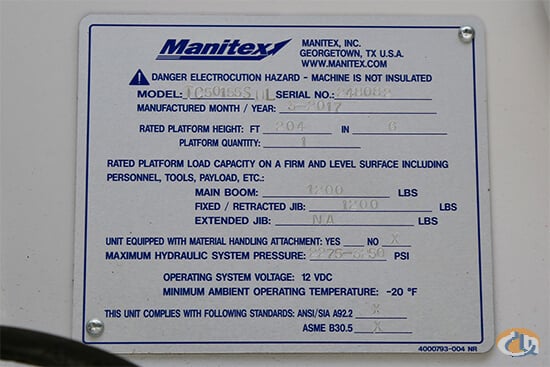 Manitex
MANITEX, INC.
GEORGETOWN, TX U.S.A.
WWW.MANITEX.COM
DANGER ELECTROCUTION HAZARD - MACHINE IS NOT INSULATED
MODEL: TC50155S HL SERIAL NO.: 248082
MANUFACTURED MONTH / YEAR: 5-2017
RATED PLATFORM HEIGHT: FT 204 IN 6
PLATFORM QUANTITY: 1
RATED PLATFORM LOAD CAPACITY ON A FIRM AND LEVEL SURFACE INCLUDING
PERSONNEL, TOOLS, PAYLOAD, ETC.:
MAIN BOOM: 1200 LBS
FIXED / RETRACTED JIB: 1200 LBS
EXTENDED JIB: NA LBS
UNIT EQUIPPED WITH MATERIAL HANDLING ATTACHMENT: YES NO X
MAXIMUM HYDRAULIC SYSTEM PRESSURE: PSI
OPERATING SYSTEM VOLTAGE: 12 VDC
MINIMUM AMBIENT OPERATING TEMPERATURE: -20 °F
THIS UNIT COMPLIES WITH FOLLOWING STANDARDS: ANSI/SIA A92.2 X
ASME B30.5 X
4000793-004 NR